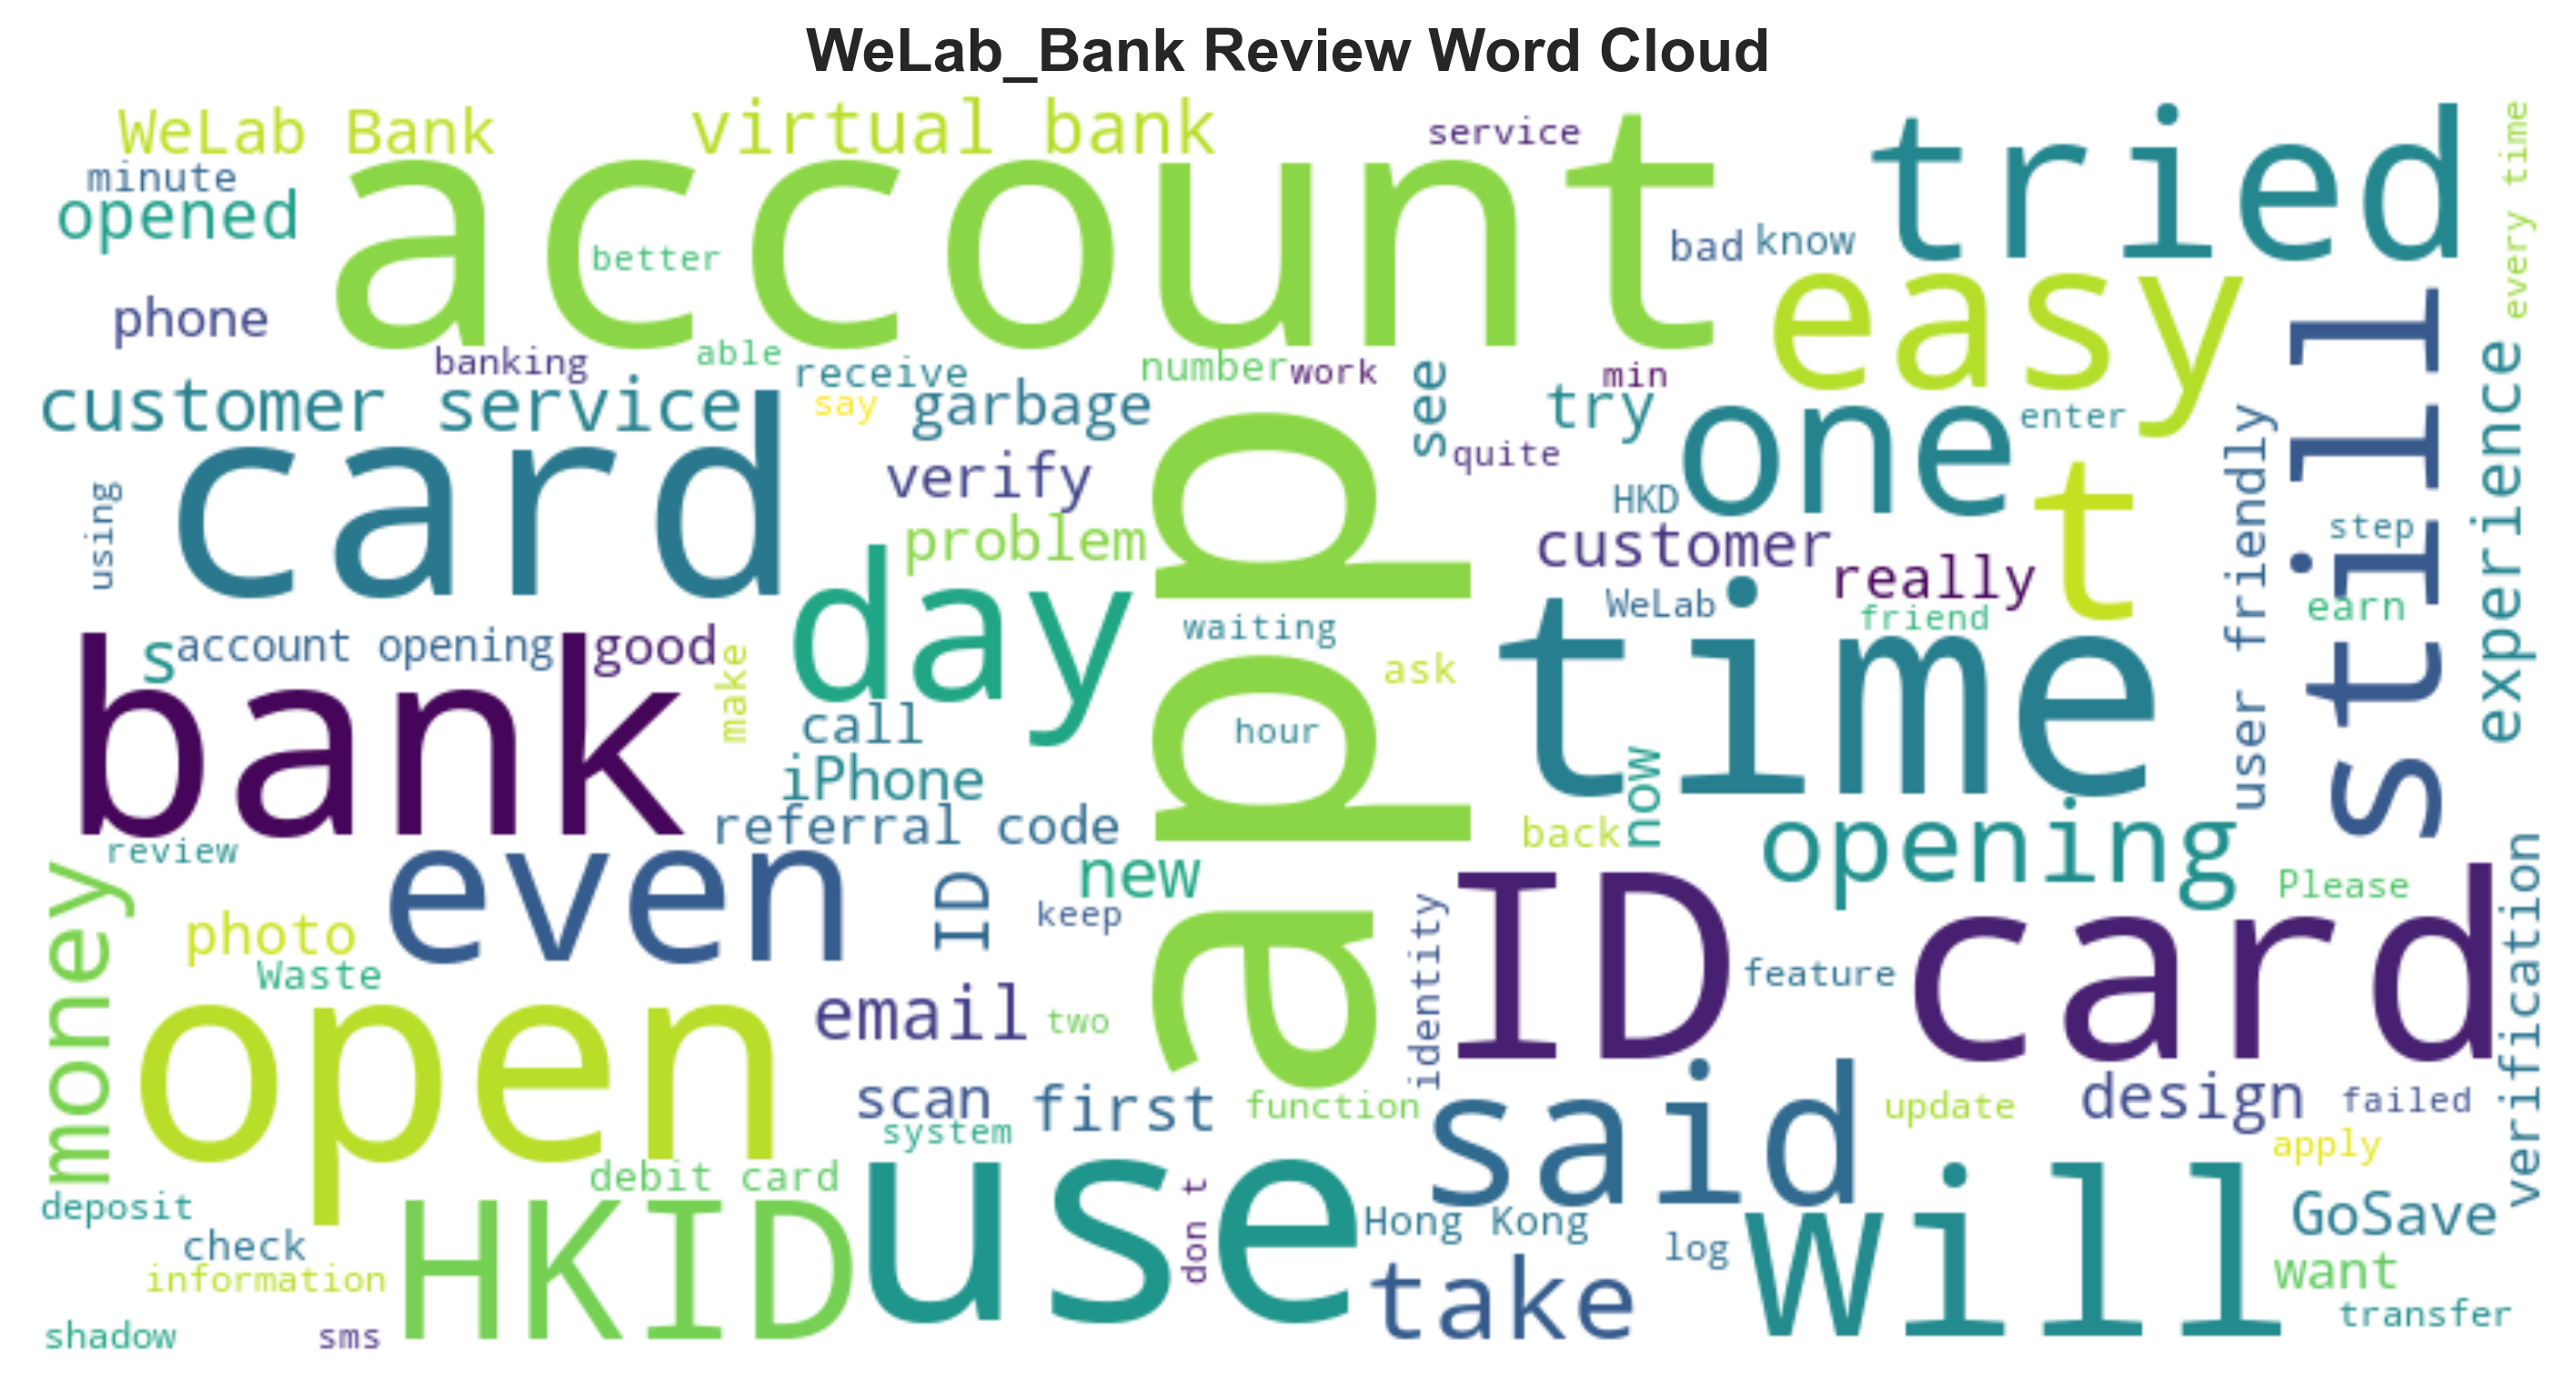 WeLab_Bank Review Word Cloud
WeLab Bank
virtual bank
service
tried
every time
minute
opened
account
better
bad
know
easy
phone
banking
able
receive
number
work
see
min
try
still
experience
customer service
say
garbage
one
enter
user friendly
card
verify
quite
HKD
t
step
using
problem
customer
really
day
app
waiting
WeLab
friend
earn
s
account opening
good
make
ask
time
bank
call
hour
iPhone
now
referral code
back
opening
review
even
new
Please
money
photo
ID
keep
identity
ID card
verification
Waste
feature
open
email
two
scan
first
function
said
update
design
failed
system
apply
debit card
use
don t
will
deposit
HKID
Hong Kong
GoSave
check
log
information
take
want
shadow
sms
transfer